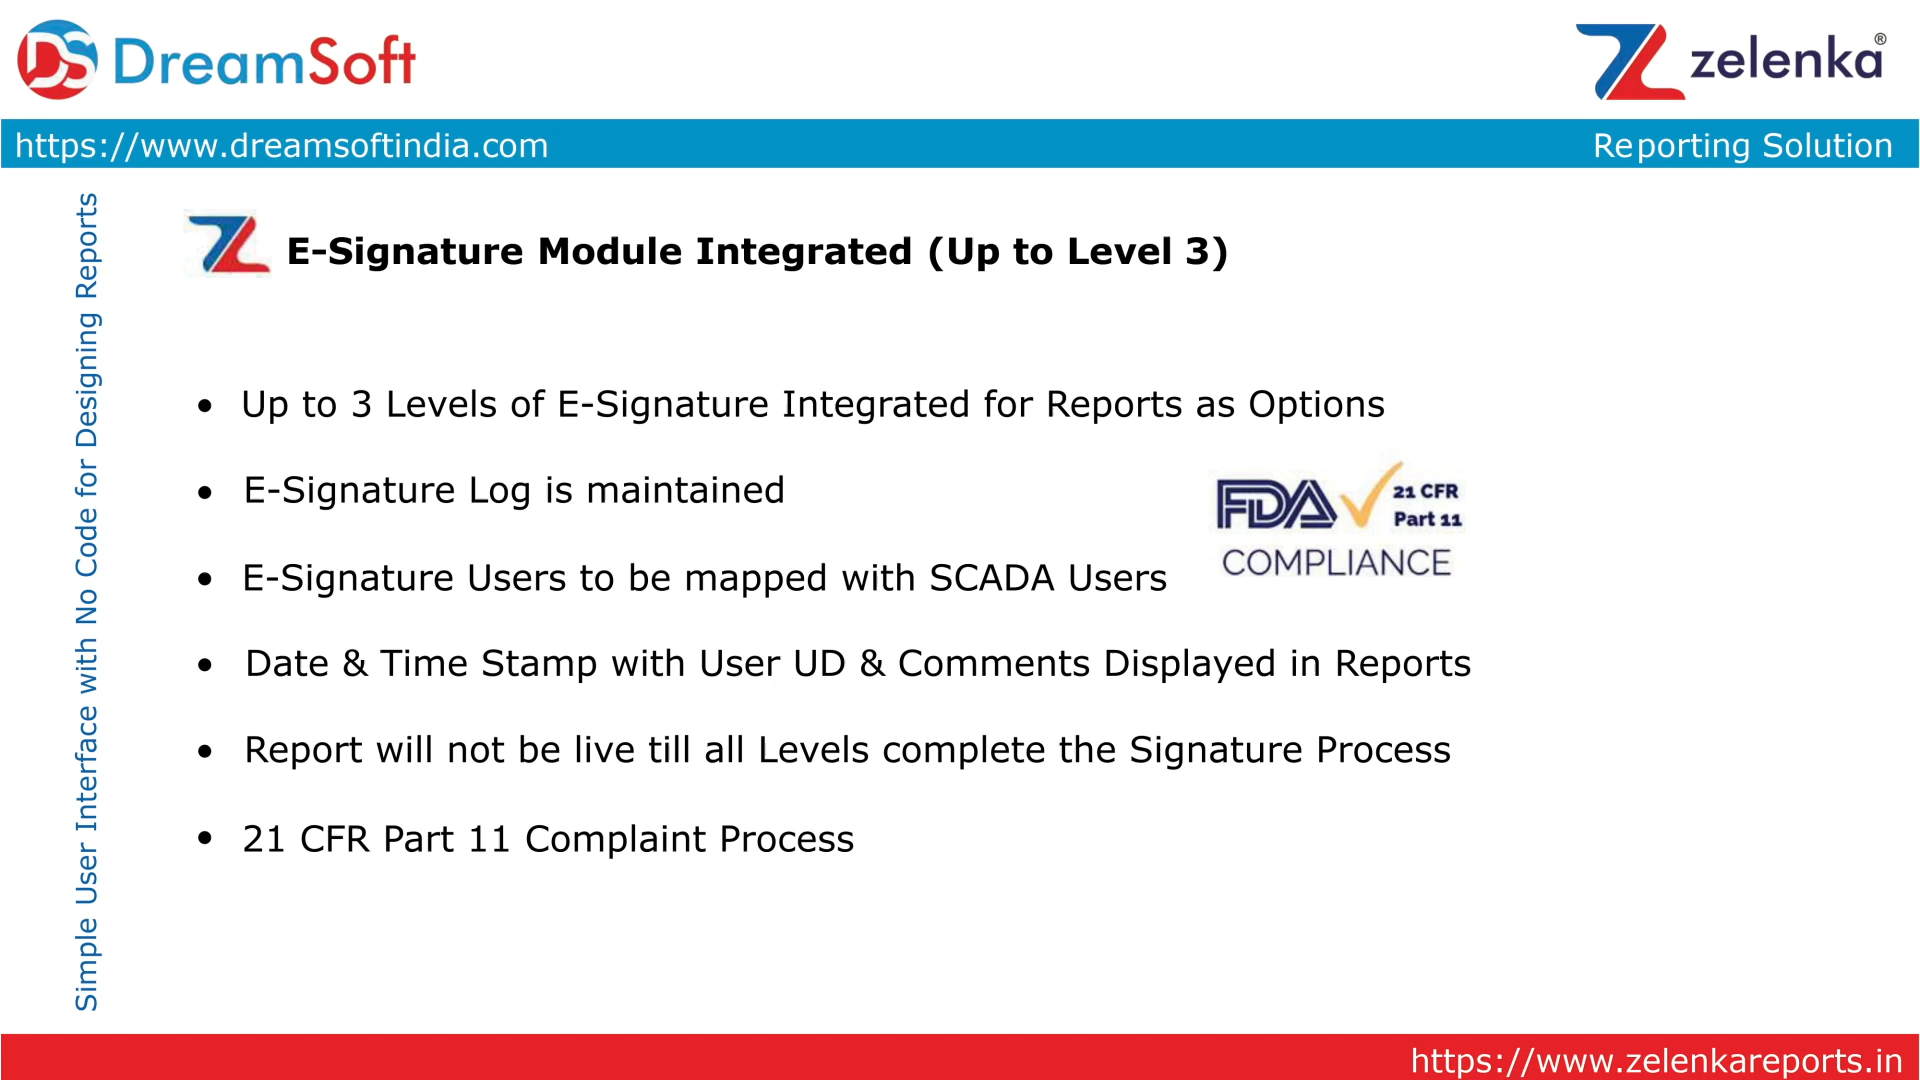 DS DreamSoft
zelenka®
https://www.dreamsoftindia.com
Reporting Solution
Simple User Interface with No Code for Designing Reports
E-Signature Module Integrated (Up to Level 3)
• Up to 3 Levels of E-Signature Integrated for Reports as Options
• E-Signature Log is maintained
FDA 21 CFR
Part 11
COMPLIANCE
• E-Signature Users to be mapped with SCADA Users
• Date & Time Stamp with User UD & Comments Displayed in Reports
• Report will not be live till all Levels complete the Signature Process
• 21 CFR Part 11 Complaint Process
https://www.zelenkareports.in